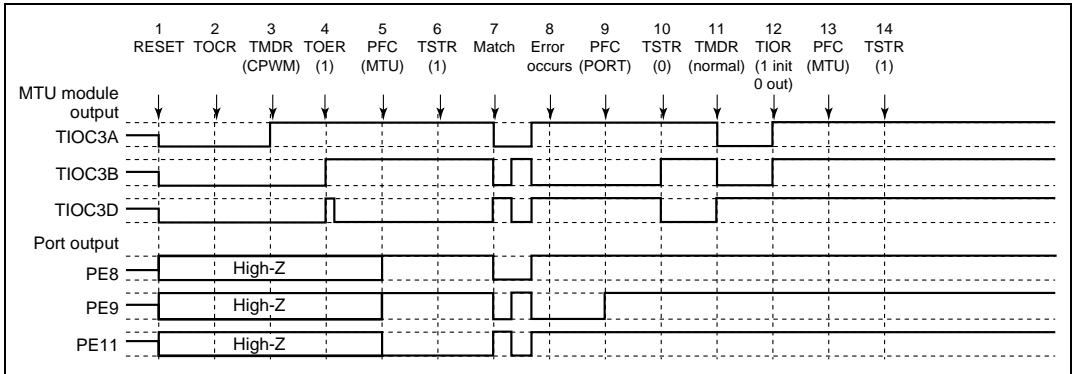 1 2 3 4 5 6 7 8 9 10 11 12 13 14
RESET TOCR TMDR TOER PFC TSTR Match Error PFC TSTR TMDR TIOR PFC TSTR
(CPWM) (1) (MTU) (1) occurs (PORT) (0) (normal) (1 init (MTU) (1)
0 out)
MTU module
output
TIOC3A
TIOC3B
TIOC3D
Port output
PE8 High-Z
PE9 High-Z
PE11 High-Z